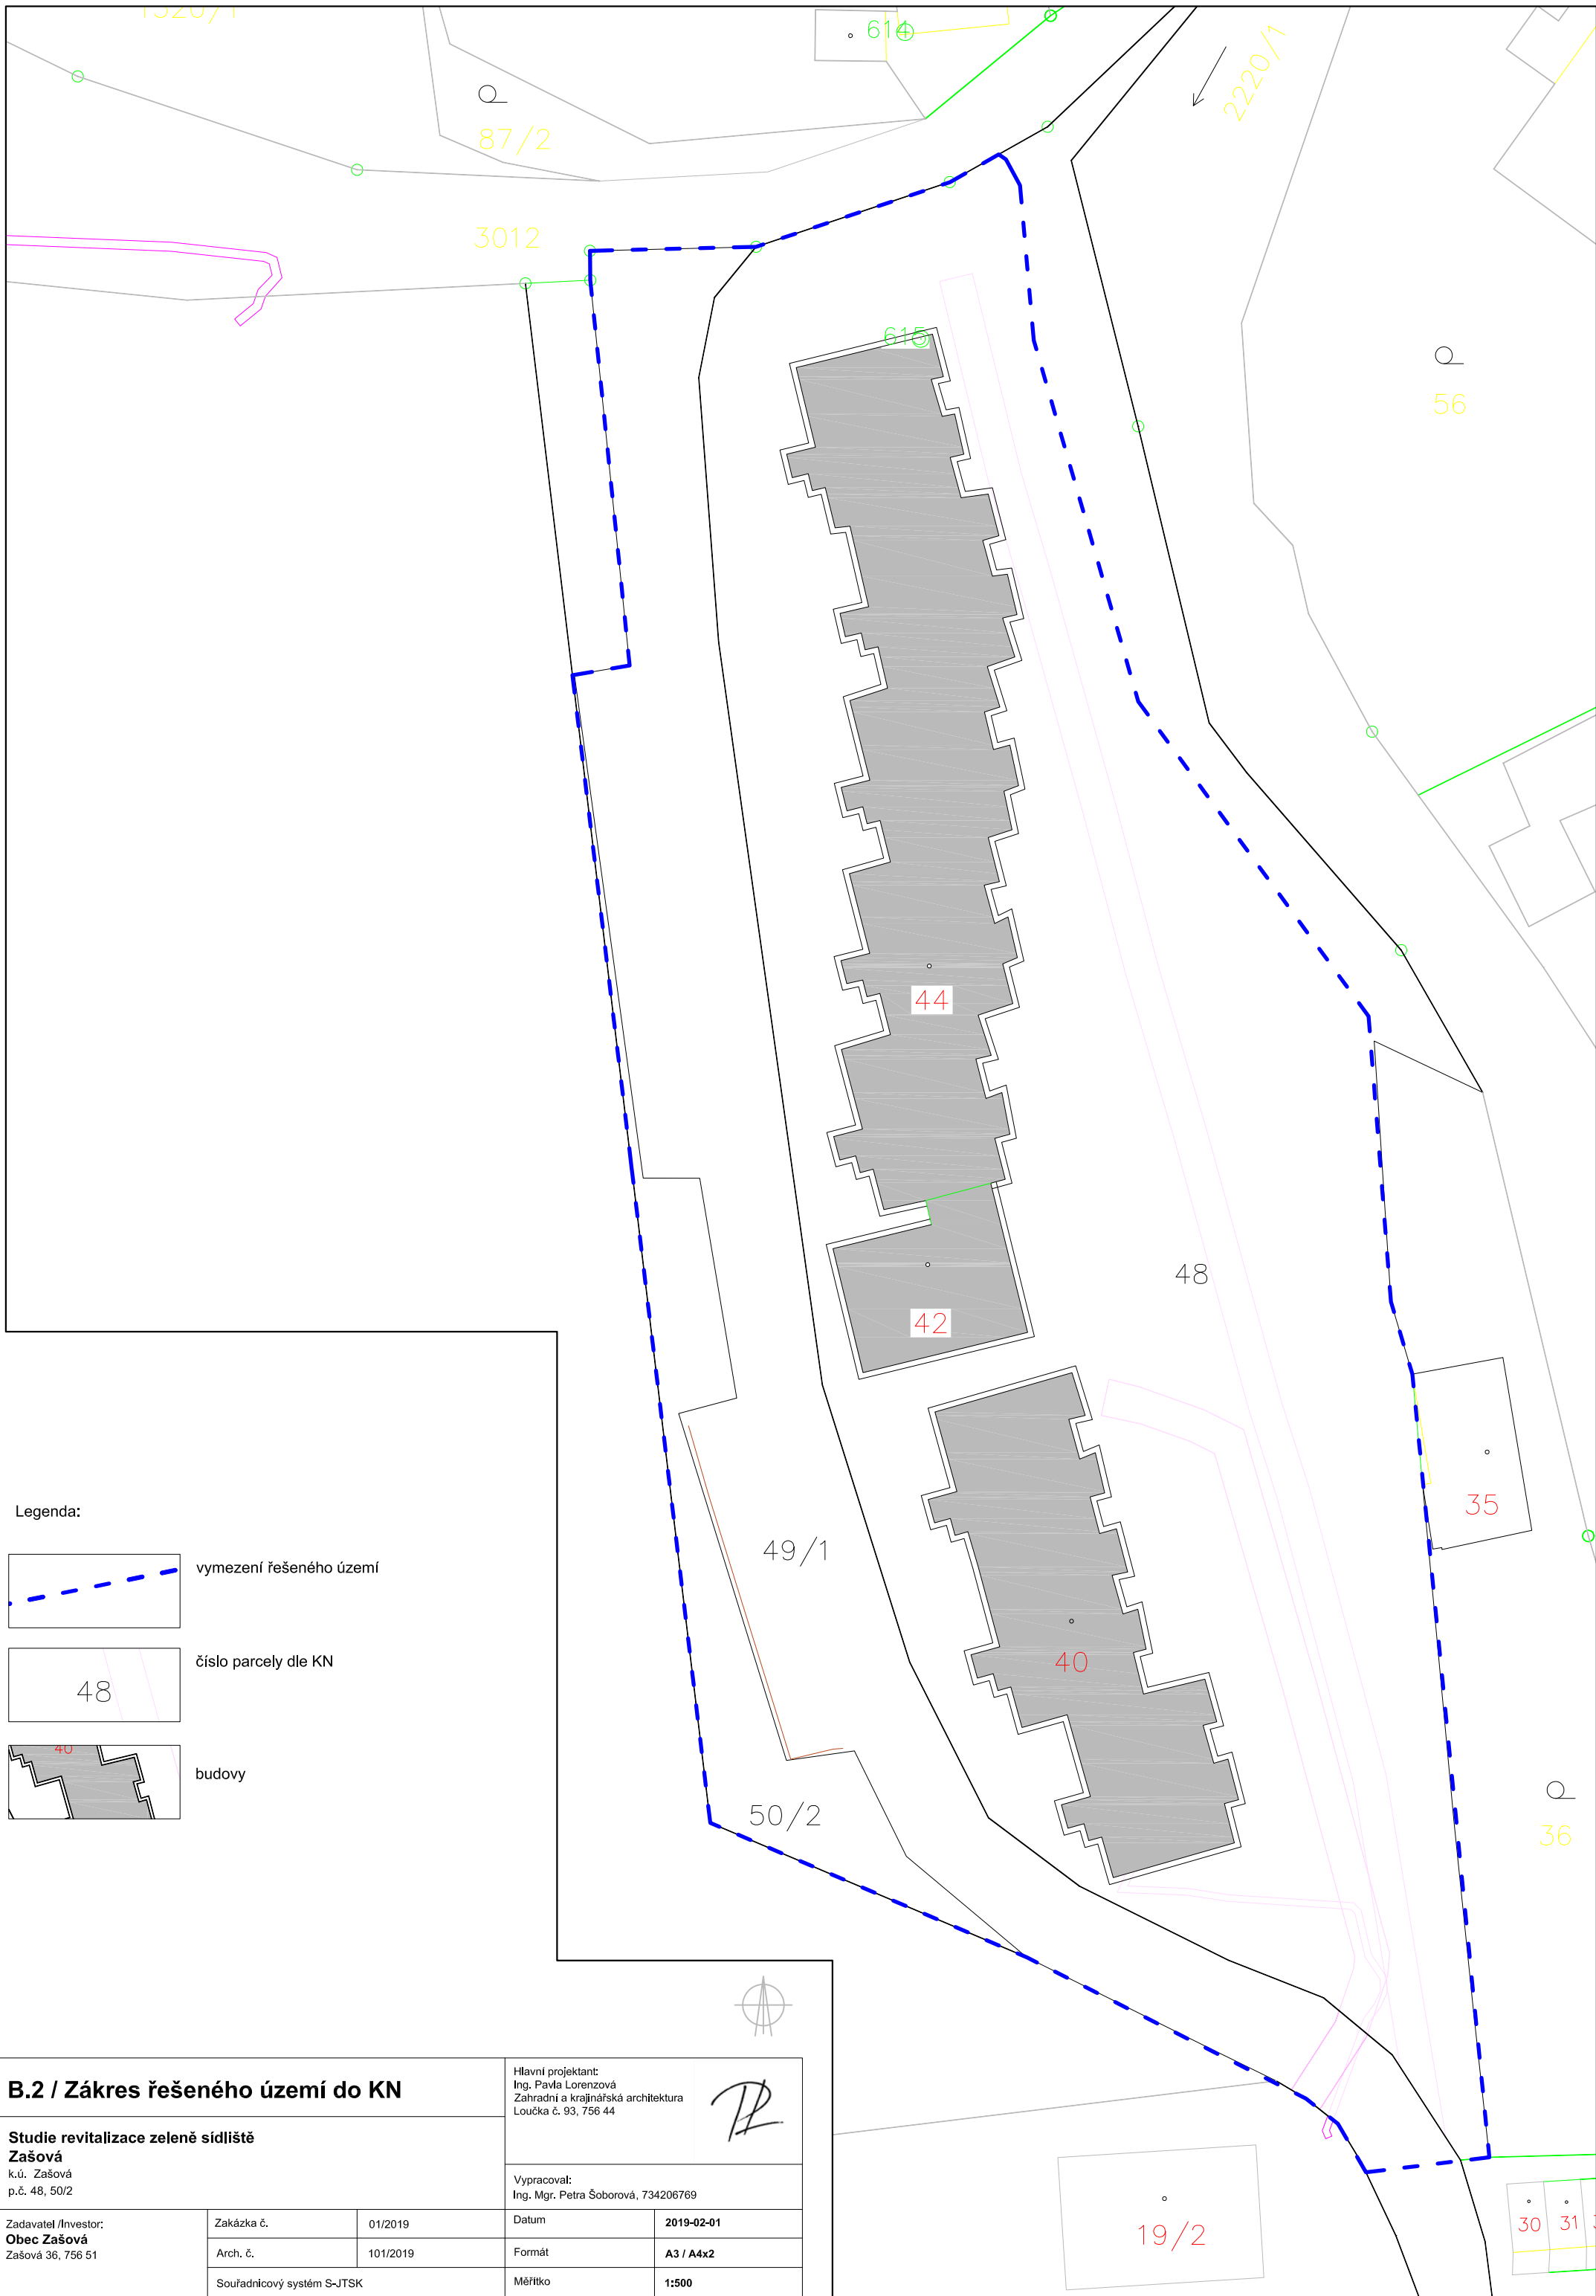 614
2220/1
87/2
3012
615
56
44
48
42
35
49/1
40
50/2
36
Legenda:
vymezení řešeného území
48
číslo parcely dle KN
40
budovy
B.2 / Zákres řešeného území do KN
Studie revitalizace zeleně sídliště
Zašová
k.ú. Zašová
p.č. 48, 50/2
Hlavní projektant:
Ing. Pavla Lorenzová
Zahradní a krajinářská architektura
Loučka č. 93, 756 44
Vypracoval:
Ing. Mgr. Petra Šoborová, 734206769
Zadavatel /Investor:
Obec Zašová
Zašová 36, 756 51
Zakázka č. 01/2019
Arch. č. 101/2019
Souřadnicový systém S-JTSK
Datum 2019-02-01
Formát A3 / A4x2
Měřítko 1:500
19/2
30
31